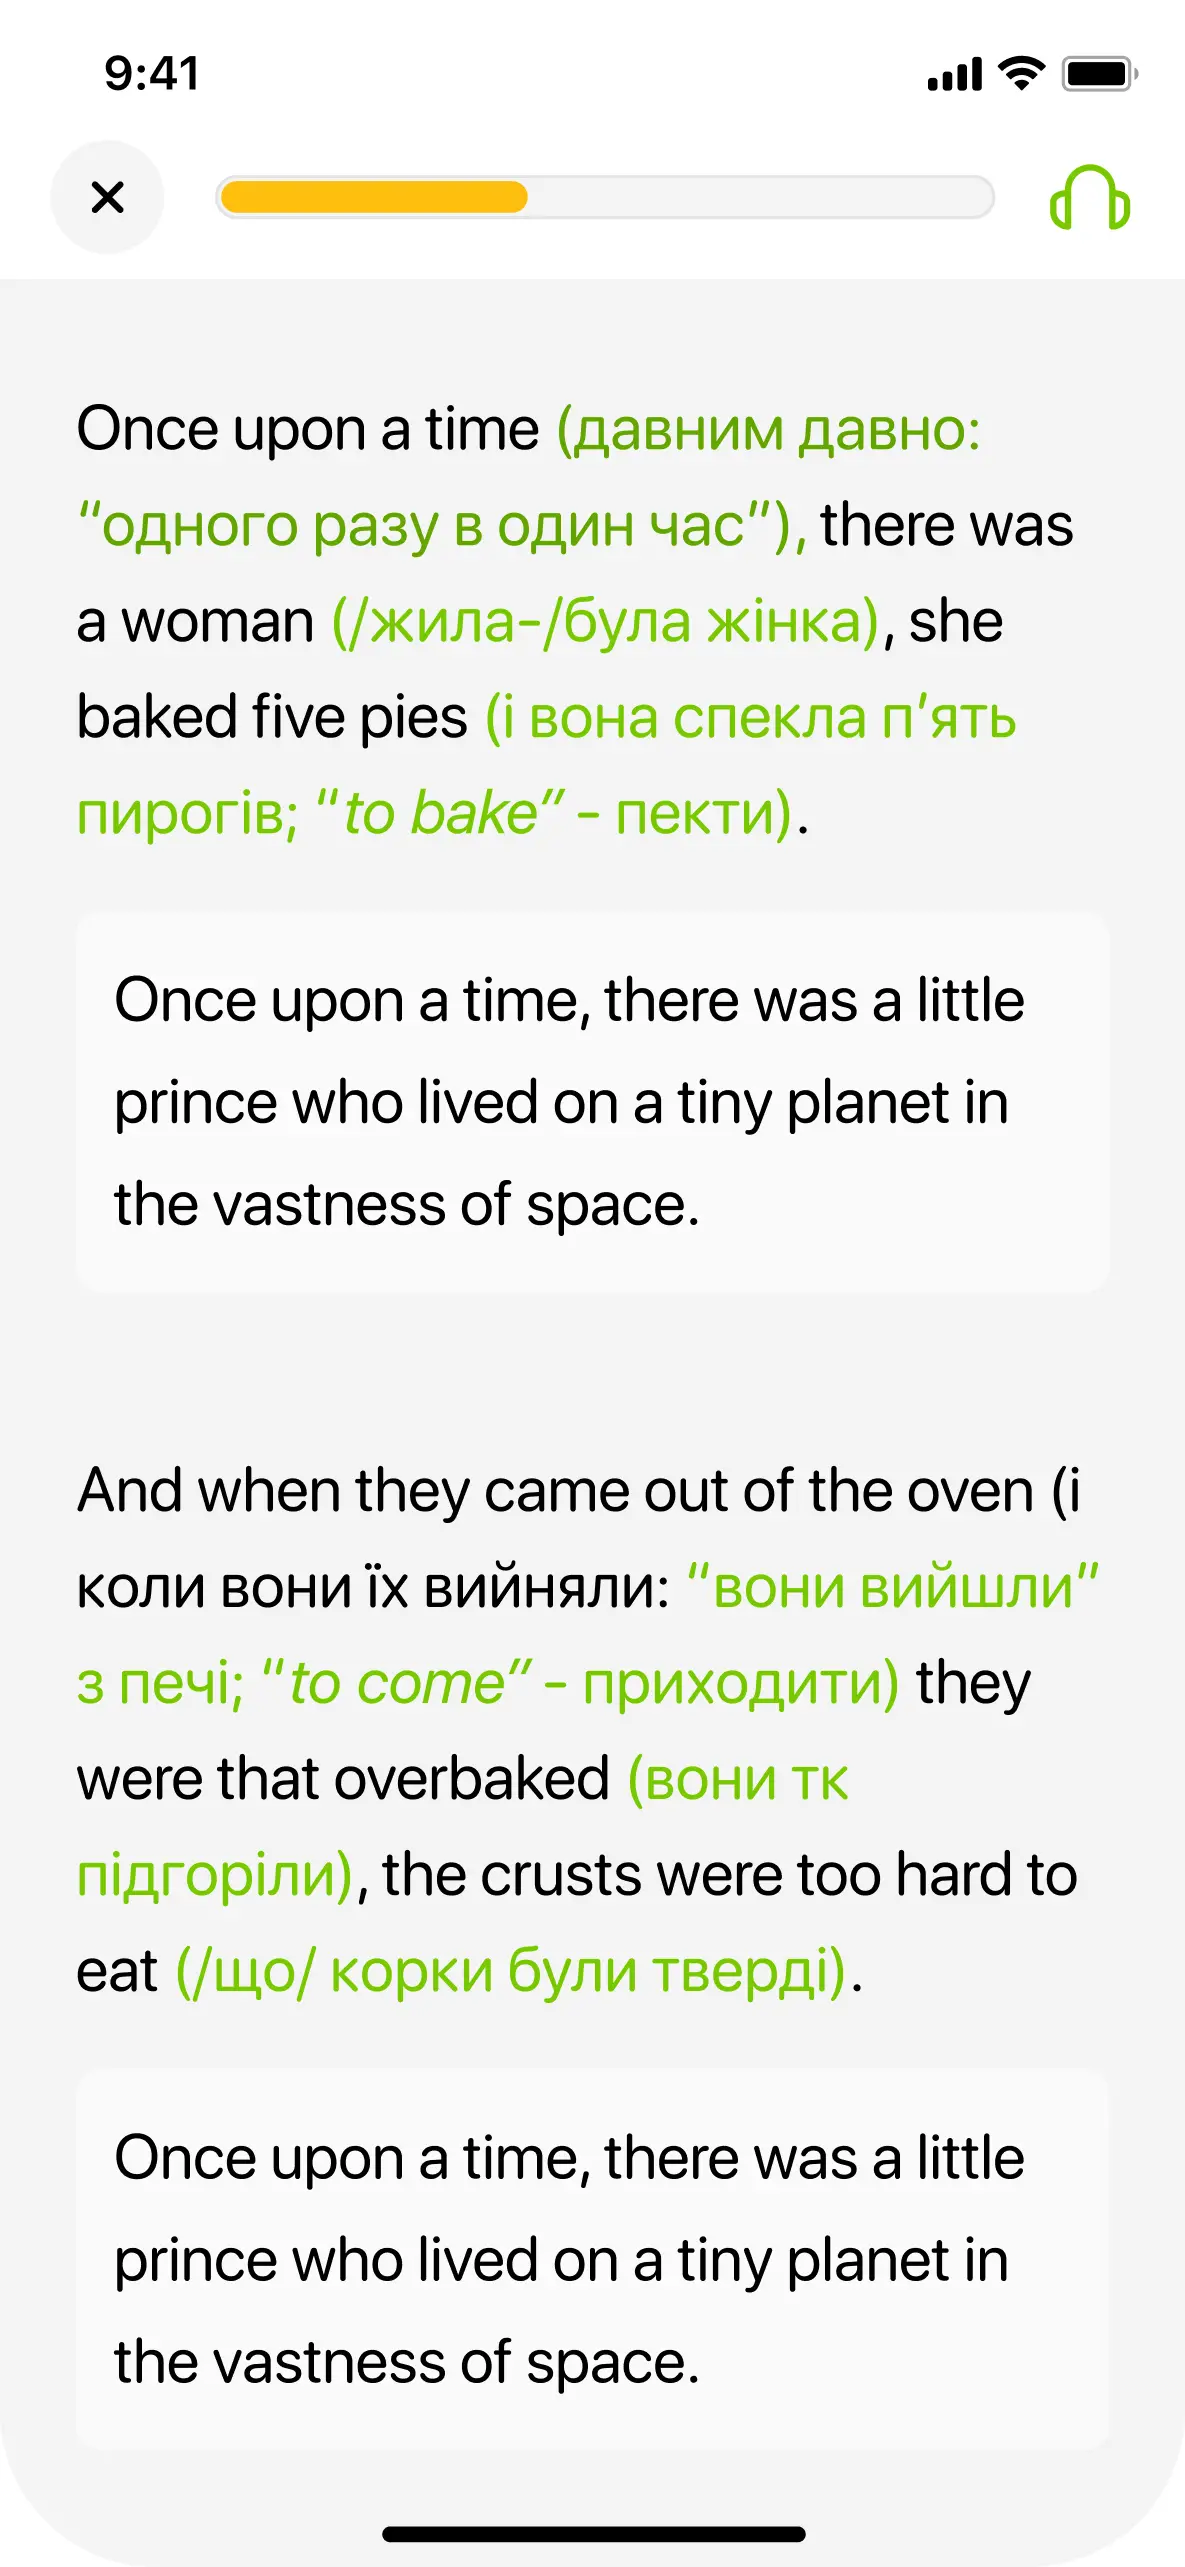 9:41
Once upon a time (давним давно:
“одного разу в один час”), there was
a woman (/жила-/була жінка), she
baked five pies (і вона спекла п’ять
пирогів; “to bake” - пекти).
Once upon a time, there was a little
prince who lived on a tiny planet in
the vastness of space.
And when they came out of the oven (і
коли вони їх вийняли: “вони вийшли”
з печі; “to come” - приходити) they
were that overbaked (вони тк
підгоріли), the crusts were too hard to
eat (/що/ корки були тверді).
Once upon a time, there was a little
prince who lived on a tiny planet in
the vastness of space.